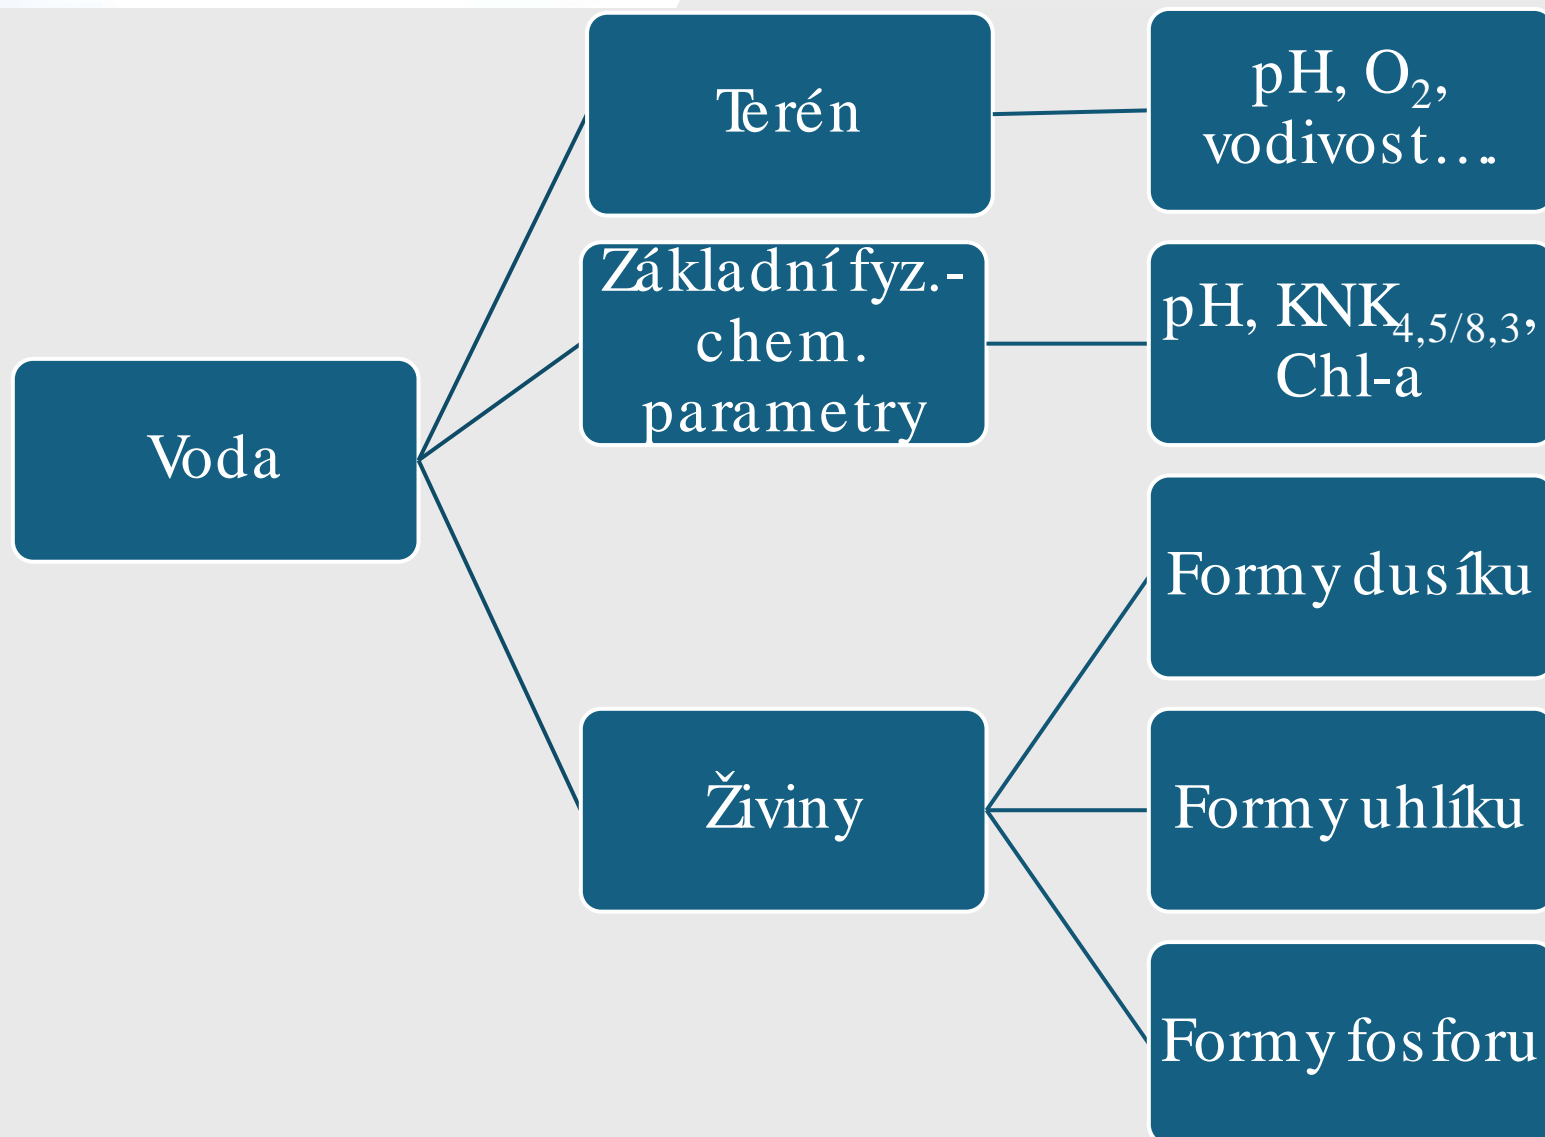 Voda
Terén
pH, O₂,
vodivost….
Základní fyz.-
chem.
parametry
pH, KNK₄,₅/₈,₃,
Chl-a
Živiny
Formy dusíku
Formy uhlíku
Formy fosforu